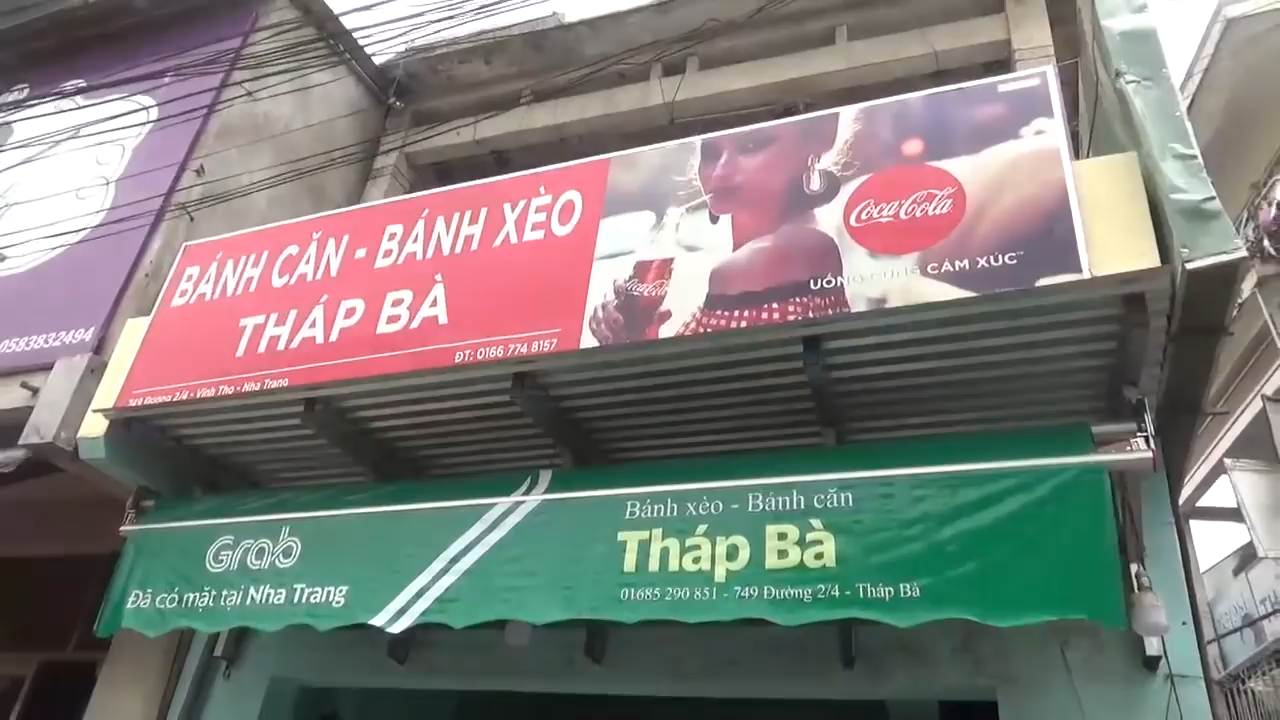 0583832494
BÁNH CĂN - BÁNH XÈO
THÁP BÀ
ĐT: 0166 774 8157
749 Đường 2/4 - Vĩnh Thọ - Nha Trang
Coca-Cola
Coca-Cola
UỐNG CÙNG CẢM XÚC
Grab
Đã có mặt tại Nha Trang
Bánh xèo - Bánh căn
Tháp Bà
01685 290 851 - 749 Đường 2/4 - Tháp Bà